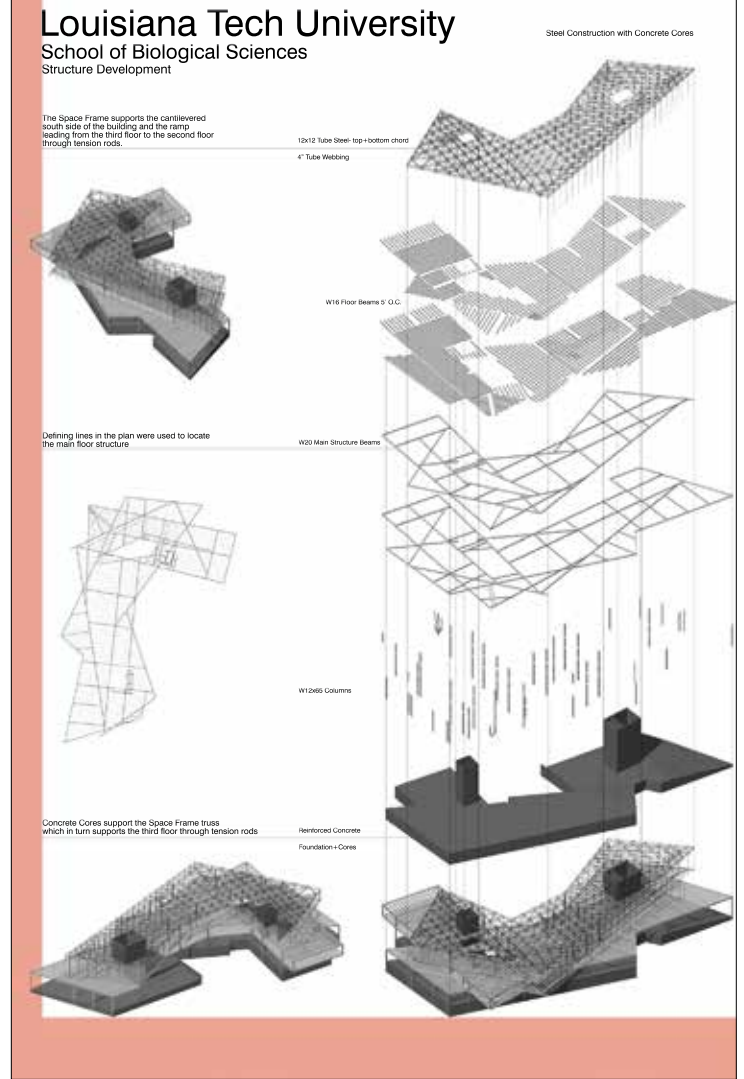 Louisiana Tech University
School of Biological Sciences
Structure Development
Steel Construction with Concrete Cores
The Space Frame supports the cantilevered
south side of the building and the ramp
leading from the third floor to the second floor
through tension rods.
12x12 Tube Steel- top+bottom chord
4" Tube Webbing
W16 Floor Beams 5' O.C.
Defining lines in the plan were used to locate
the main floor structure
W20 Main Structure Beams
W12x65 Columns
Concrete Cores support the Space Frame truss
which in turn supports the third floor through tension rods
Reinforced Concrete
Foundation+Cores